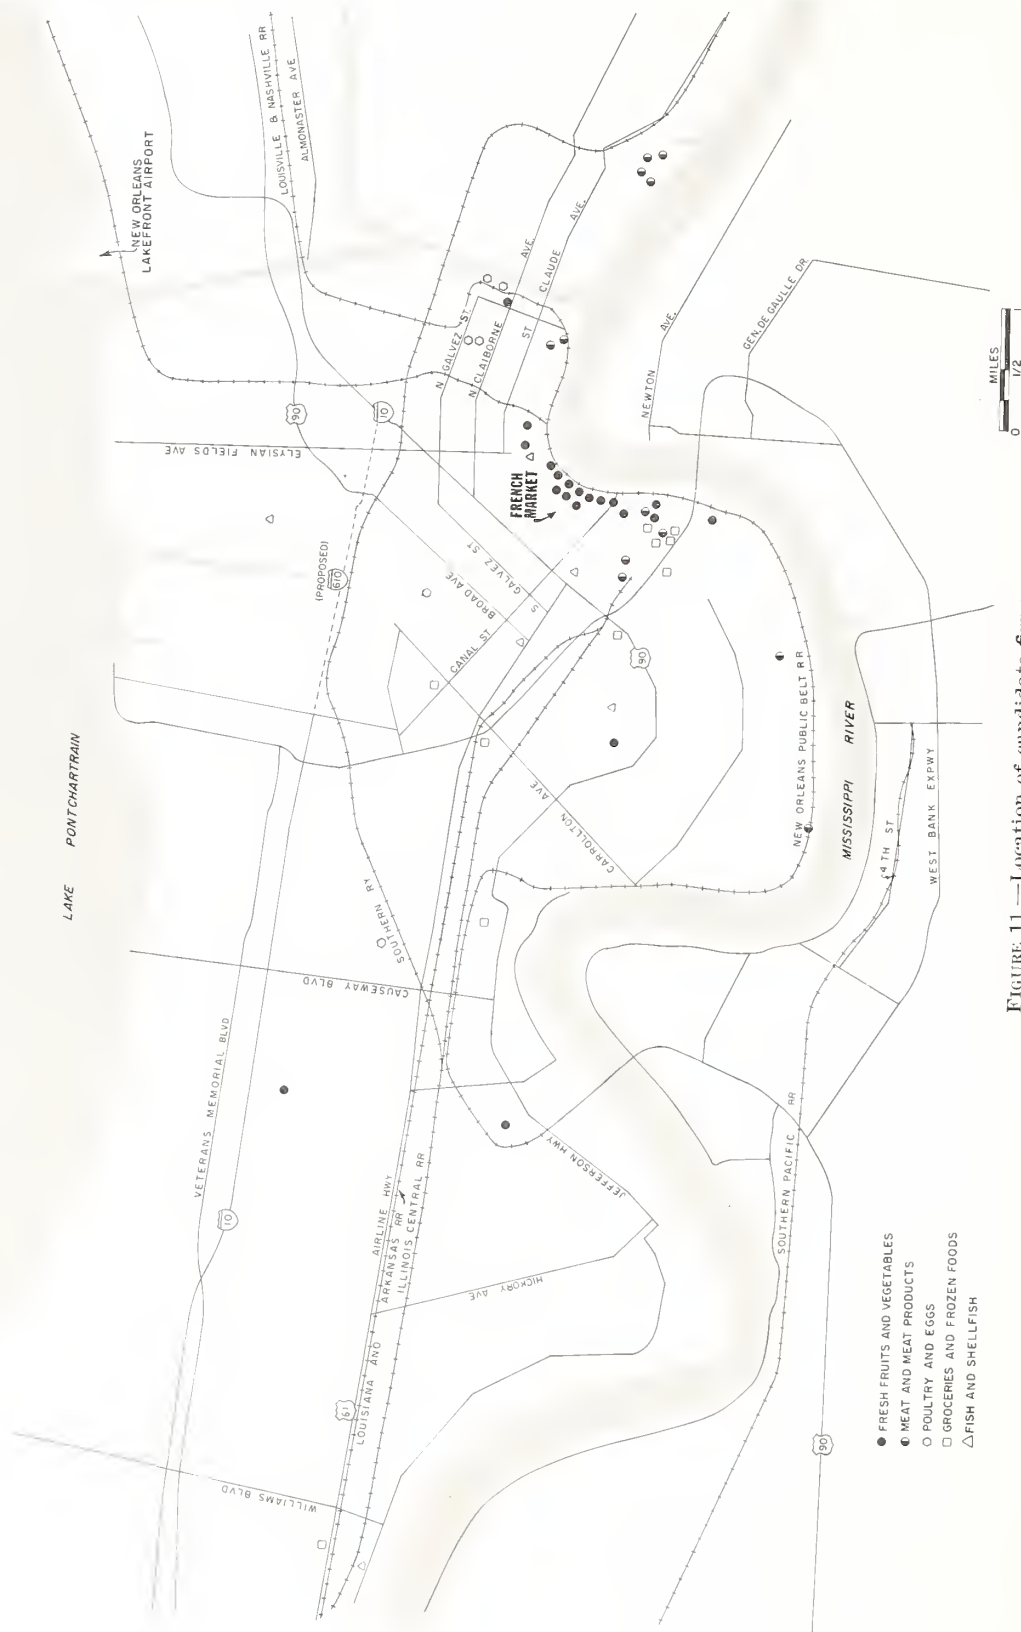 LAKE PONTCHARTRAIN
NEW ORLEANS
LAKEFRONT AIRPORT
LOUISVILLE & NASHVILLE RR
ALMONASTER AVE
90
10
ELYSIAN FIELDS AVE
(PROPOSED)
610
N GALVEZ ST.
N CLAIBORNE AVE.
ST CLAUDE AVE.
FRENCH
MARKET
S GALVEZ ST
BROAD AVE
CANAL ST
90
CARROLLTON AVE
NEWTON AVE.
GEN. DE GAULLE DR.
NEW ORLEANS PUBLIC BELT RR
MISSISSIPPI RIVER
4TH ST
WEST BANK EXPWY
SOUTHERN RY
CAUSEWAY BLVD
VETERANS MEMORIAL BLVD
10
AIRLINE HWY
LOUISIANA AND ARKANSAS RR
ILLINOIS CENTRAL RR
JEFFERSON HWY
HICKORY AVE
61
WILLIAMS BLVD
SOUTHERN PACIFIC RR
90
FRESH FRUITS AND VEGETABLES
MEAT AND MEAT PRODUCTS
POULTRY AND EGGS
GROCERIES AND FROZEN FOODS
FISH AND SHELLFISH
MILES
0 1/2 1
FIGURE 11.—Location of candidate